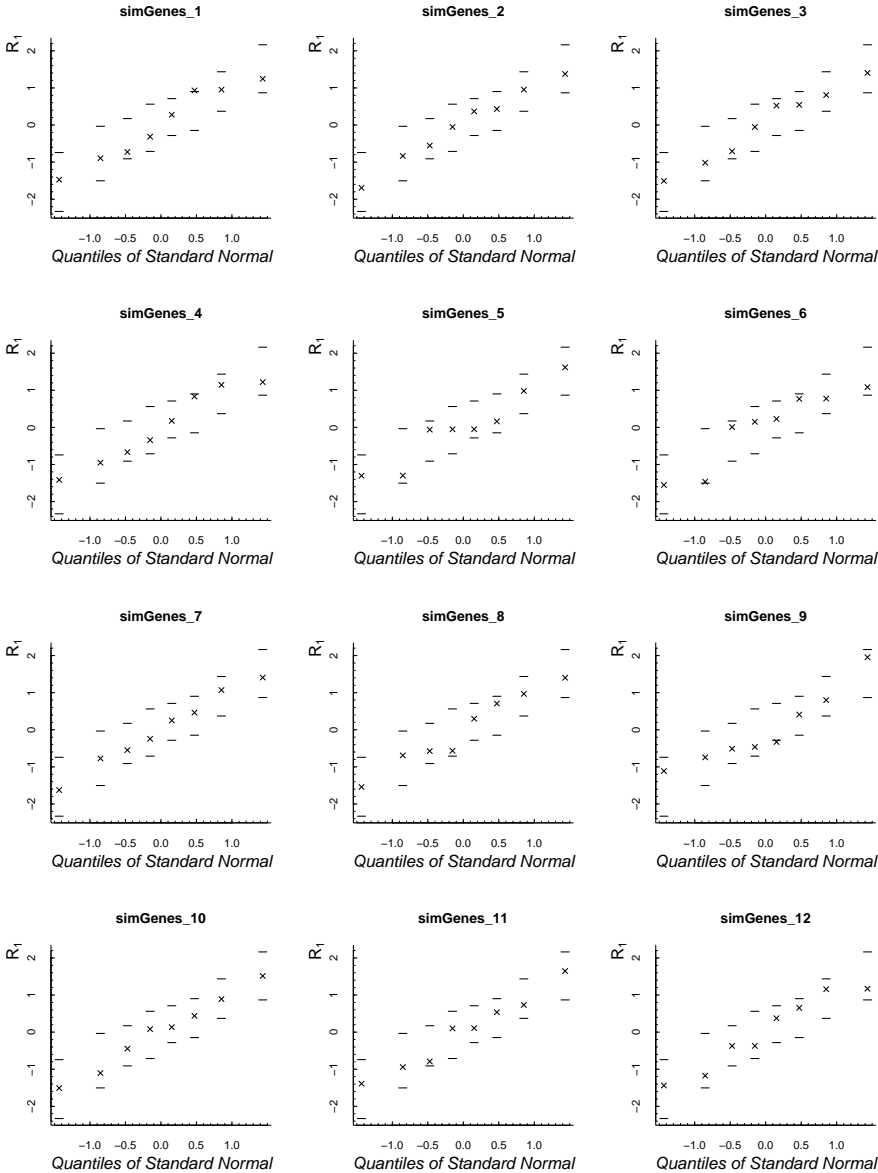 simGenes_1
R1
2
1
0
−1
−2
−1.0 −0.5 0.0 0.5 1.0
Quantiles of Standard Normal
simGenes_2
R1
2
1
0
−1
−2
−1.0 −0.5 0.0 0.5 1.0
Quantiles of Standard Normal
simGenes_3
R1
2
1
0
−1
−2
−1.0 −0.5 0.0 0.5 1.0
Quantiles of Standard Normal
simGenes_4
R1
2
1
0
−1
−2
−1.0 −0.5 0.0 0.5 1.0
Quantiles of Standard Normal
simGenes_5
R1
2
1
0
−1
−2
−1.0 −0.5 0.0 0.5 1.0
Quantiles of Standard Normal
simGenes_6
R1
2
1
0
−1
−2
−1.0 −0.5 0.0 0.5 1.0
Quantiles of Standard Normal
simGenes_7
R1
2
1
0
−1
−2
−1.0 −0.5 0.0 0.5 1.0
Quantiles of Standard Normal
simGenes_8
R1
2
1
0
−1
−2
−1.0 −0.5 0.0 0.5 1.0
Quantiles of Standard Normal
simGenes_9
R1
2
1
0
−1
−2
−1.0 −0.5 0.0 0.5 1.0
Quantiles of Standard Normal
simGenes_10
R1
2
1
0
−1
−2
−1.0 −0.5 0.0 0.5 1.0
Quantiles of Standard Normal
simGenes_11
R1
2
1
0
−1
−2
−1.0 −0.5 0.0 0.5 1.0
Quantiles of Standard Normal
simGenes_12
R1
2
1
0
−1
−2
−1.0 −0.5 0.0 0.5 1.0
Quantiles of Standard Normal